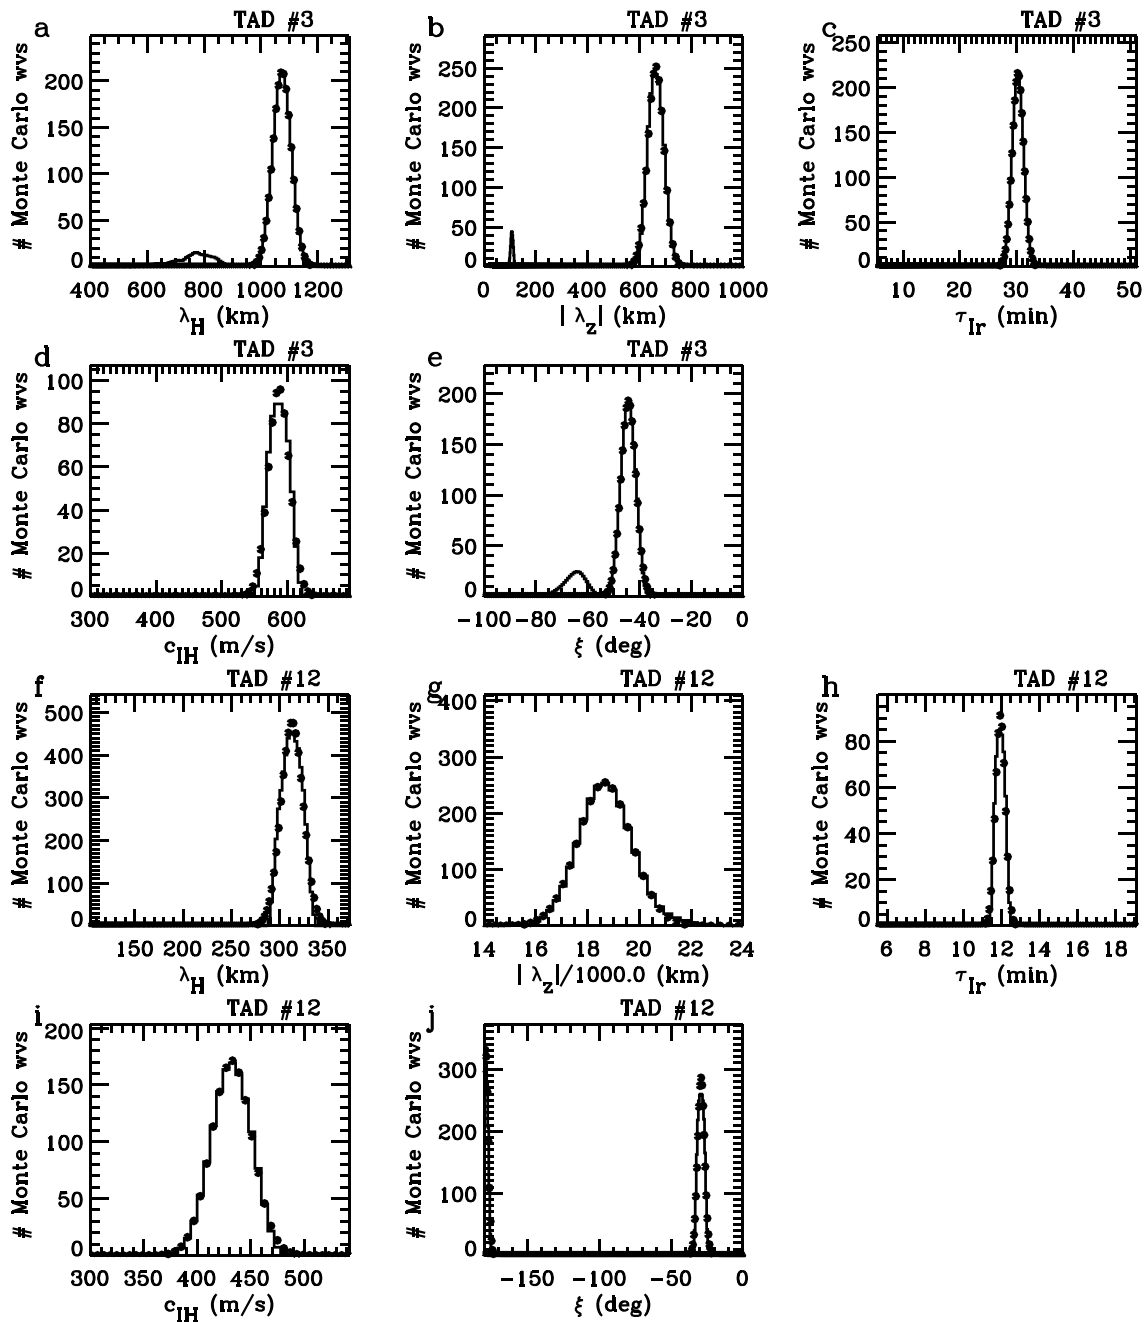 a TAD #3
# Monte Carlo wvs
200
150
100
50
0
400 600 800 1000 1200
λH (km)
b TAD #3
# Monte Carlo wvs
250
200
150
100
50
0
0 200 400 600 800 1000
| λz| (km)
c TAD #3
# Monte Carlo wvs
250
200
150
100
50
0
10 20 30 40 50
τIr (min)
d TAD #3
# Monte Carlo wvs
100
80
60
40
20
0
300 400 500 600
cIH (m/s)
e TAD #3
# Monte Carlo wvs
200
150
100
50
0
-100 -80 -60 -40 -20 0
ξ (deg)
f TAD #12
# Monte Carlo wvs
500
400
300
200
100
0
150 200 250 300 350
λH (km)
g TAD #12
# Monte Carlo wvs
400
300
200
100
0
14 16 18 20 22 24
| λz|/1000.0 (km)
h TAD #12
# Monte Carlo wvs
80
60
40
20
0
6 8 10 12 14 16 18
τIr (min)
i TAD #12
# Monte Carlo wvs
200
150
100
50
0
300 350 400 450 500
cIH (m/s)
j TAD #12
# Monte Carlo wvs
300
200
100
0
-150 -100 -50 0
ξ (deg)